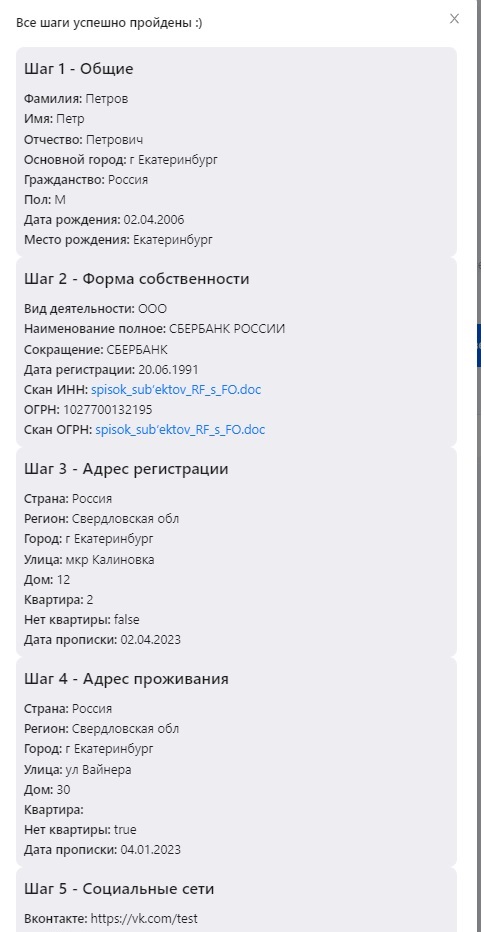 Все шаги успешно пройдены :)
Шаг 1 - Общие
Фамилия: Петров
Имя: Петр
Отчество: Петрович
Основной город: г Екатеринбург
Гражданство: Россия
Пол: М
Дата рождения: 02.04.2006
Место рождения: Екатеринбург
Шаг 2 - Форма собственности
Вид деятельности: ООО
Наименование полное: СБЕРБАНК РОССИИ
Сокращение: СБЕРБАНК
Дата регистрации: 20.06.1991
Скан ИНН: spisok_sub'ektov_RF_s_FO.doc
ОГРН: 1027700132195
Скан ОГРН: spisok_sub'ektov_RF_s_FO.doc
Шаг 3 - Адрес регистрации
Страна: Россия
Регион: Свердловская обл
Город: г Екатеринбург
Улица: мкр Калиновка
Дом: 12
Квартира: 2
Нет квартиры: false
Дата прописки: 02.04.2023
Шаг 4 - Адрес проживания
Страна: Россия
Регион: Свердловская обл
Город: г Екатеринбург
Улица: ул Вайнера
Дом: 30
Квартира:
Нет квартиры: true
Дата прописки: 04.01.2023
Шаг 5 - Социальные сети
Вконтакте: https://vk.com/test